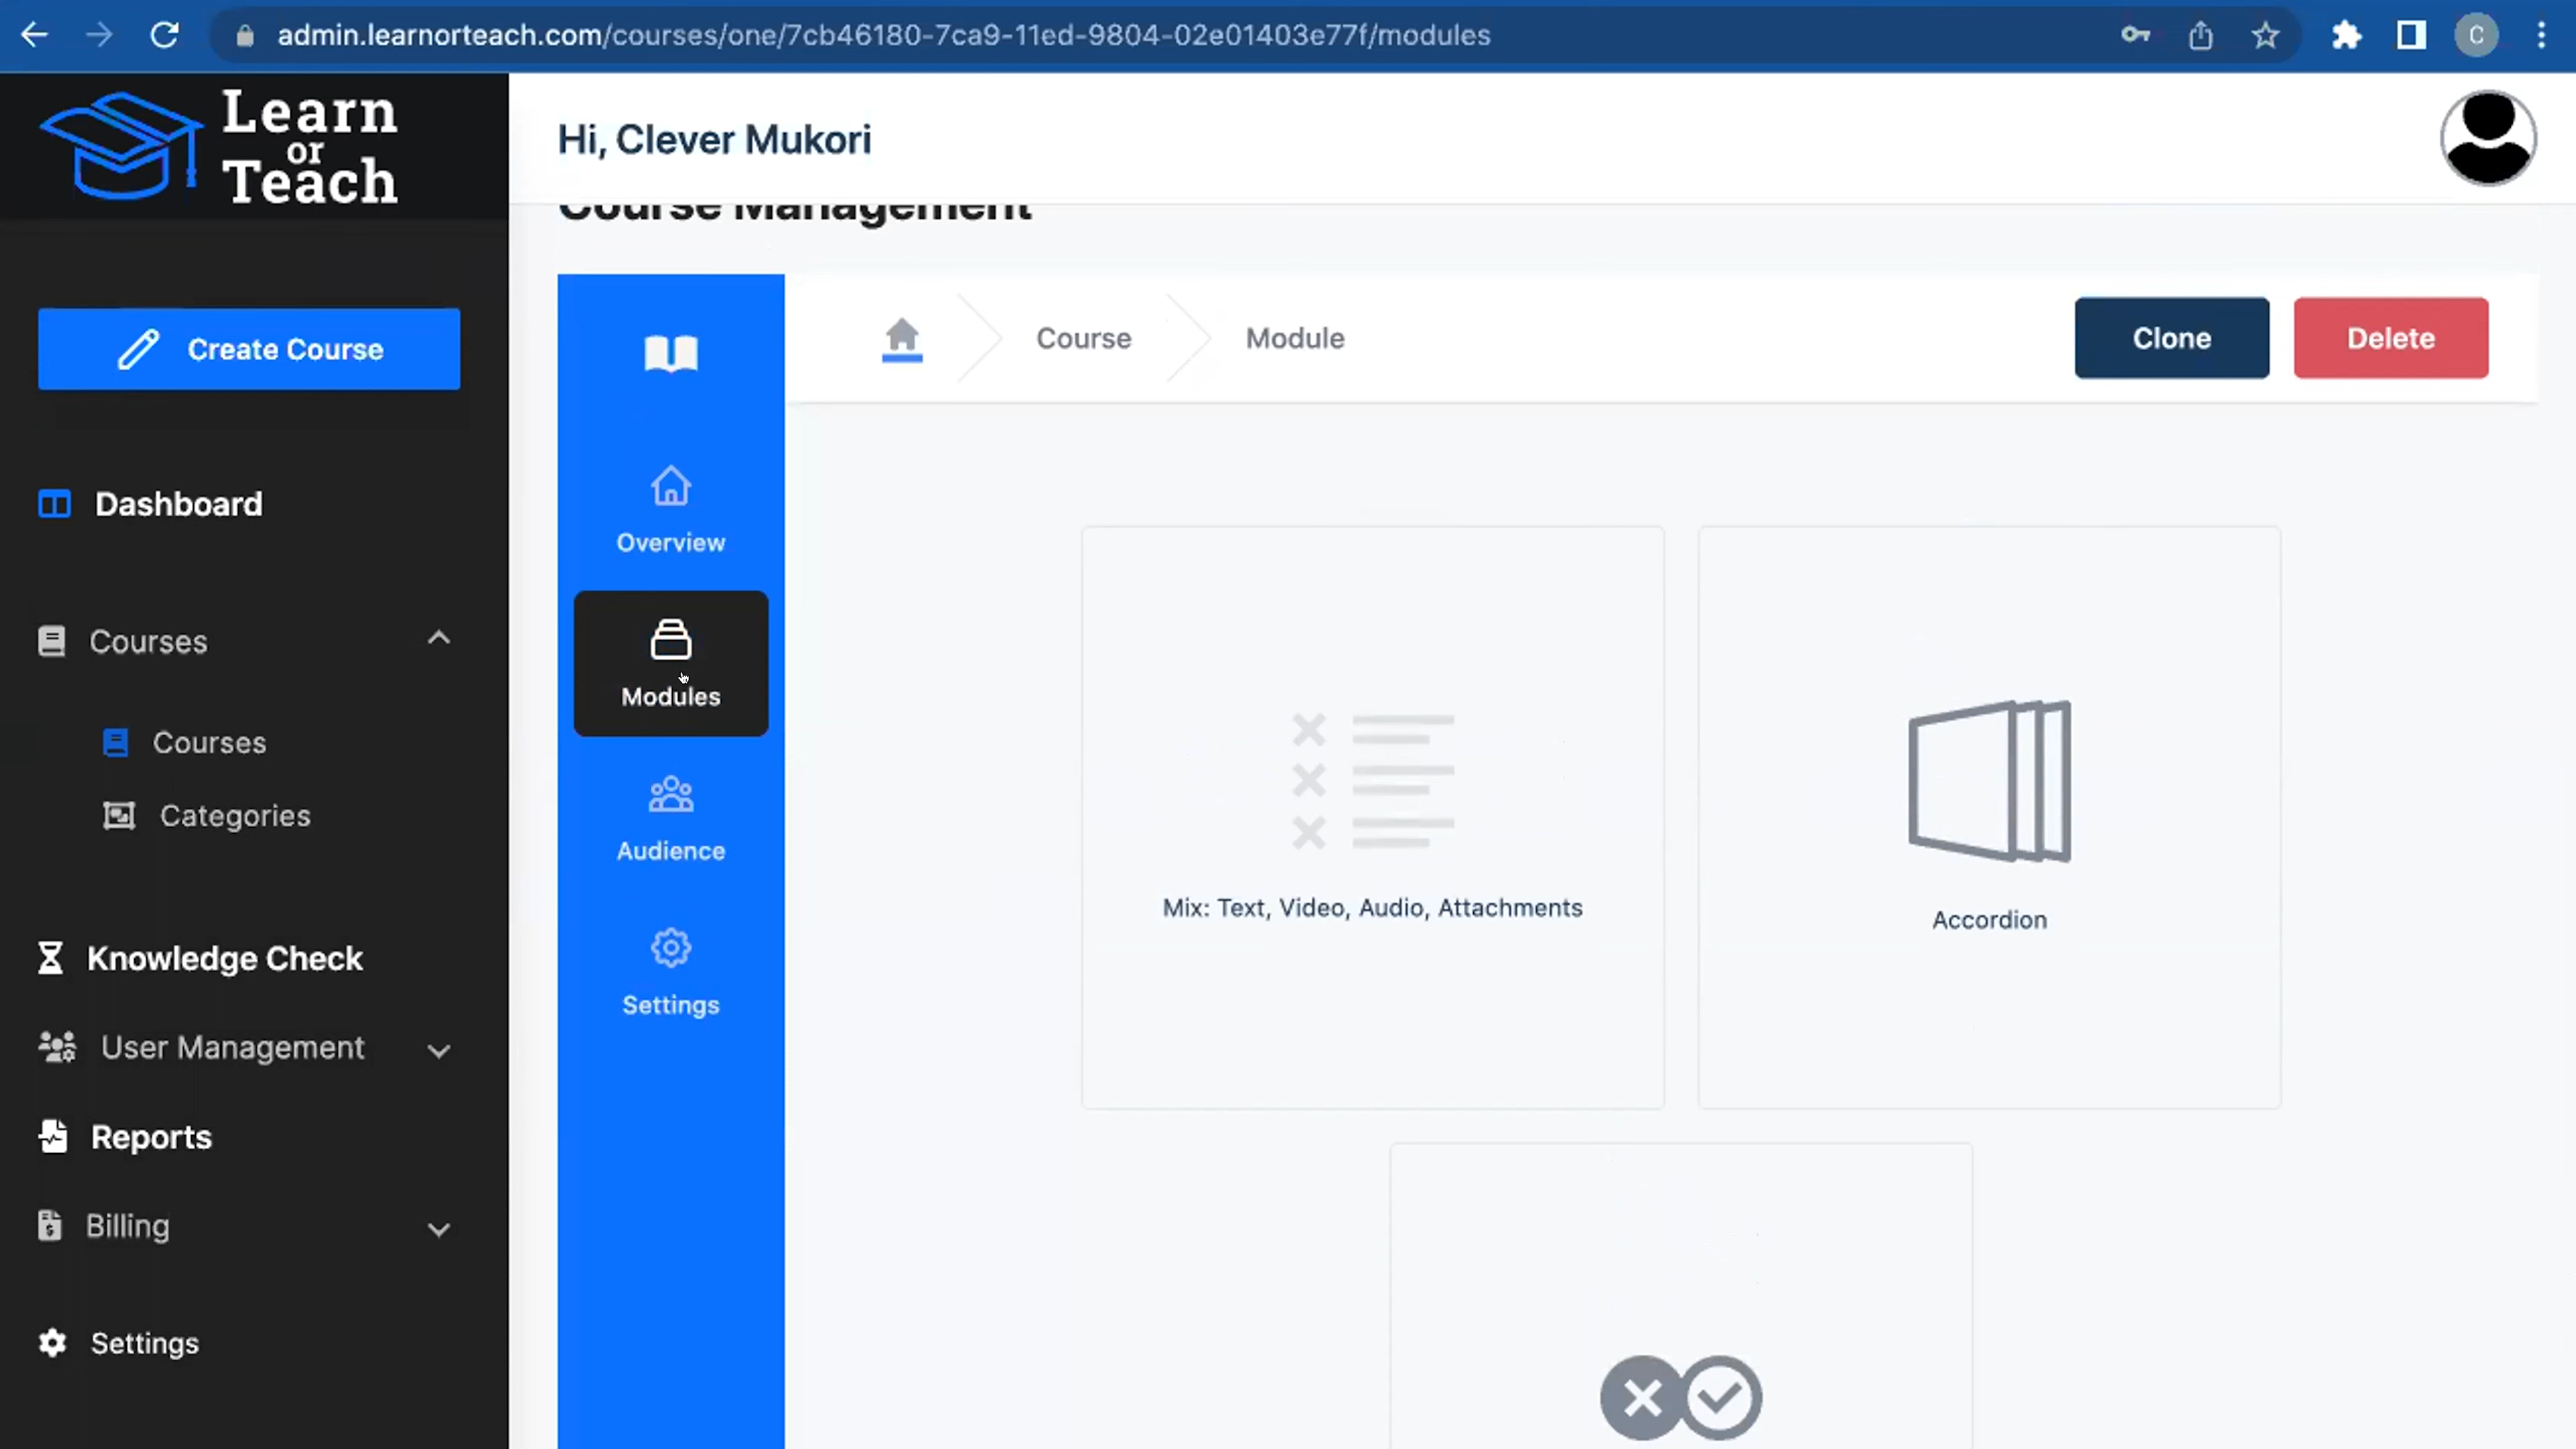 admin.learnorteach.com/courses/one/7cb46180-7ca9-11ed-9804-02e01403e77f/modules
C
Learn
or
Teach
Hi, Clever Mukori
Course Management
Create Course
Course
Module
Clone
Delete
Dashboard
Overview
Courses
Modules
Courses
Categories
Audience
Mix: Text, Video, Audio, Attachments
Accordion
Knowledge Check
Settings
User Management
Reports
Billing
Settings